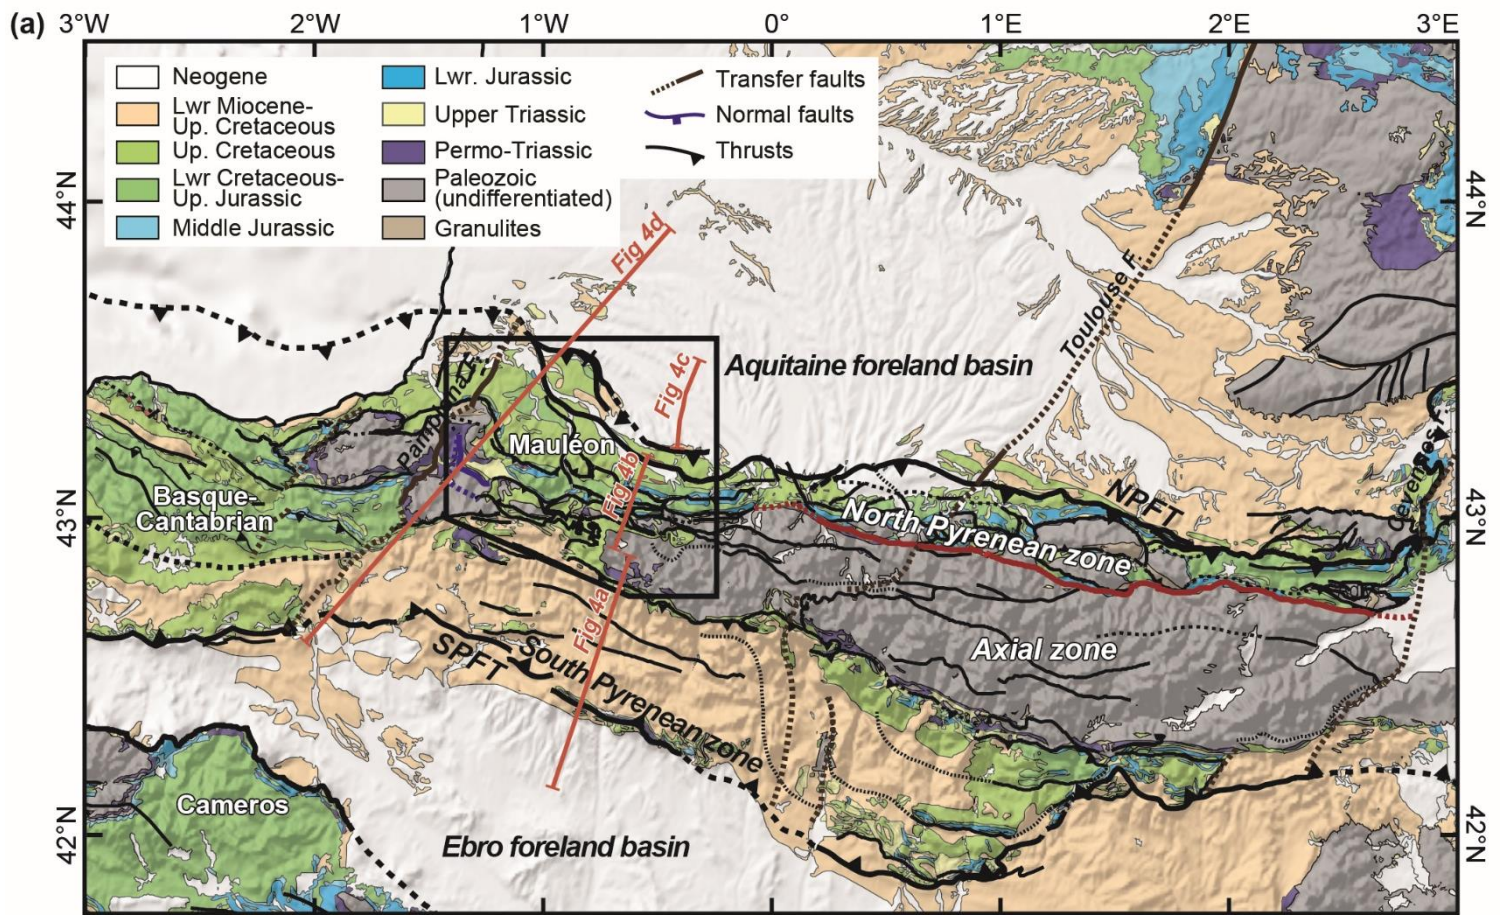 (a)
3°W 2°W 1°W 0° 1°E 2°E 3°E
Neogene
Lwr Miocene-
Up. Cretaceous
Up. Cretaceous
Lwr Cretaceous-
Up. Jurassic
Middle Jurassic
Lwr. Jurassic
Upper Triassic
Permo-Triassic
Paleozoic
(undifferentiated)
Granulites
Transfer faults
Normal faults
Thrusts
44°N
44°N
Fig 4d
Toulouse F.
Aquitaine foreland basin
Fig 4c
Mauléon
Fig 4b
Basque-
Cantabrian
43°N
43°N
NPFT
North Pyrenean zone
Fig 4a
Axial zone
SPFT
South Pyrenean zone
Cameros
Ebro foreland basin
42°N
42°N